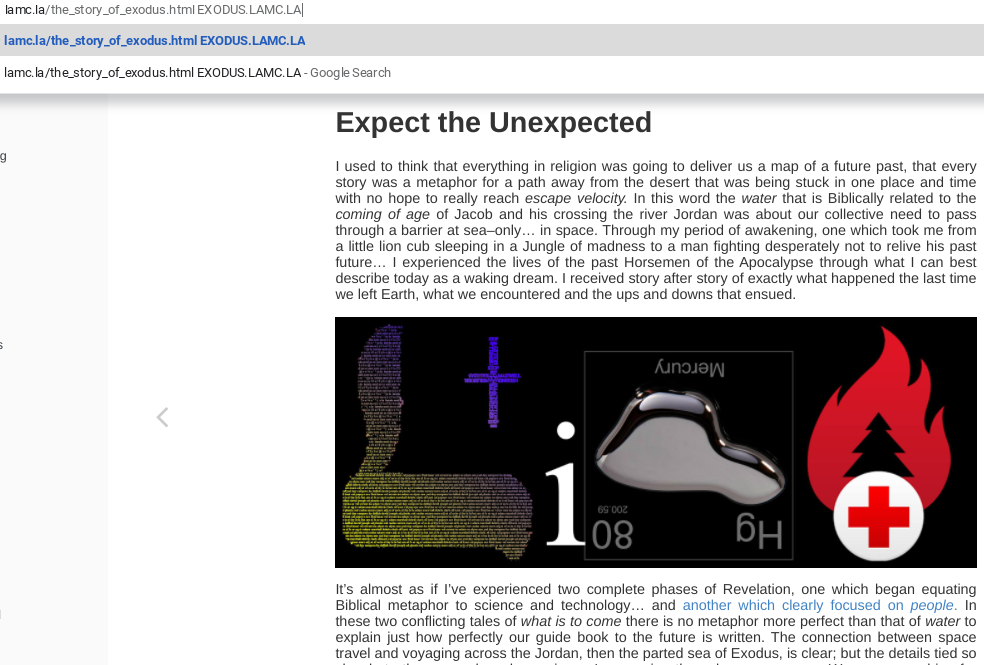 lamc.la/the_story_of_exodus.html EXODUS.LAMC.LA
lamc.la/the_story_of_exodus.html EXODUS.LAMC.LA
lamc.la/the_story_of_exodus.html EXODUS.LAMC.LA - Google Search
g
s
Expect the Unexpected
I used to think that everything in religion was going to deliver us a map of a future past, that every
story was a metaphor for a path away from the desert that was being stuck in one place and time
with no hope to really reach escape velocity. In this word the water that is Biblically related to the
coming of age of Jacob and his crossing the river Jordan was about our collective need to pass
through a barrier at sea–only… in space. Through my period of awakening, one which took me from
a little lion cub sleeping in a Jungle of madness to a man fighting desperately not to relive his past
future… I experienced the lives of the past Horsemen of the Apocalypse through what I can best
describe today as a waking dream. I received story after story of exactly what happened the last time
we left Earth, what we encountered and the ups and downs that ensued.
i
Mercury
200.59
80
Hg
It’s almost as if I’ve experienced two complete phases of Revelation, one which began equating
Biblical metaphor to science and technology… and another which clearly focused on people. In
these two conflicting tales of what is to come there is no metaphor more perfect than that of water to
explain just how perfectly our guide book to the future is written. The connection between space
travel and voyaging across the Jordan, then the parted sea of Exodus, is clear; but the details tied so